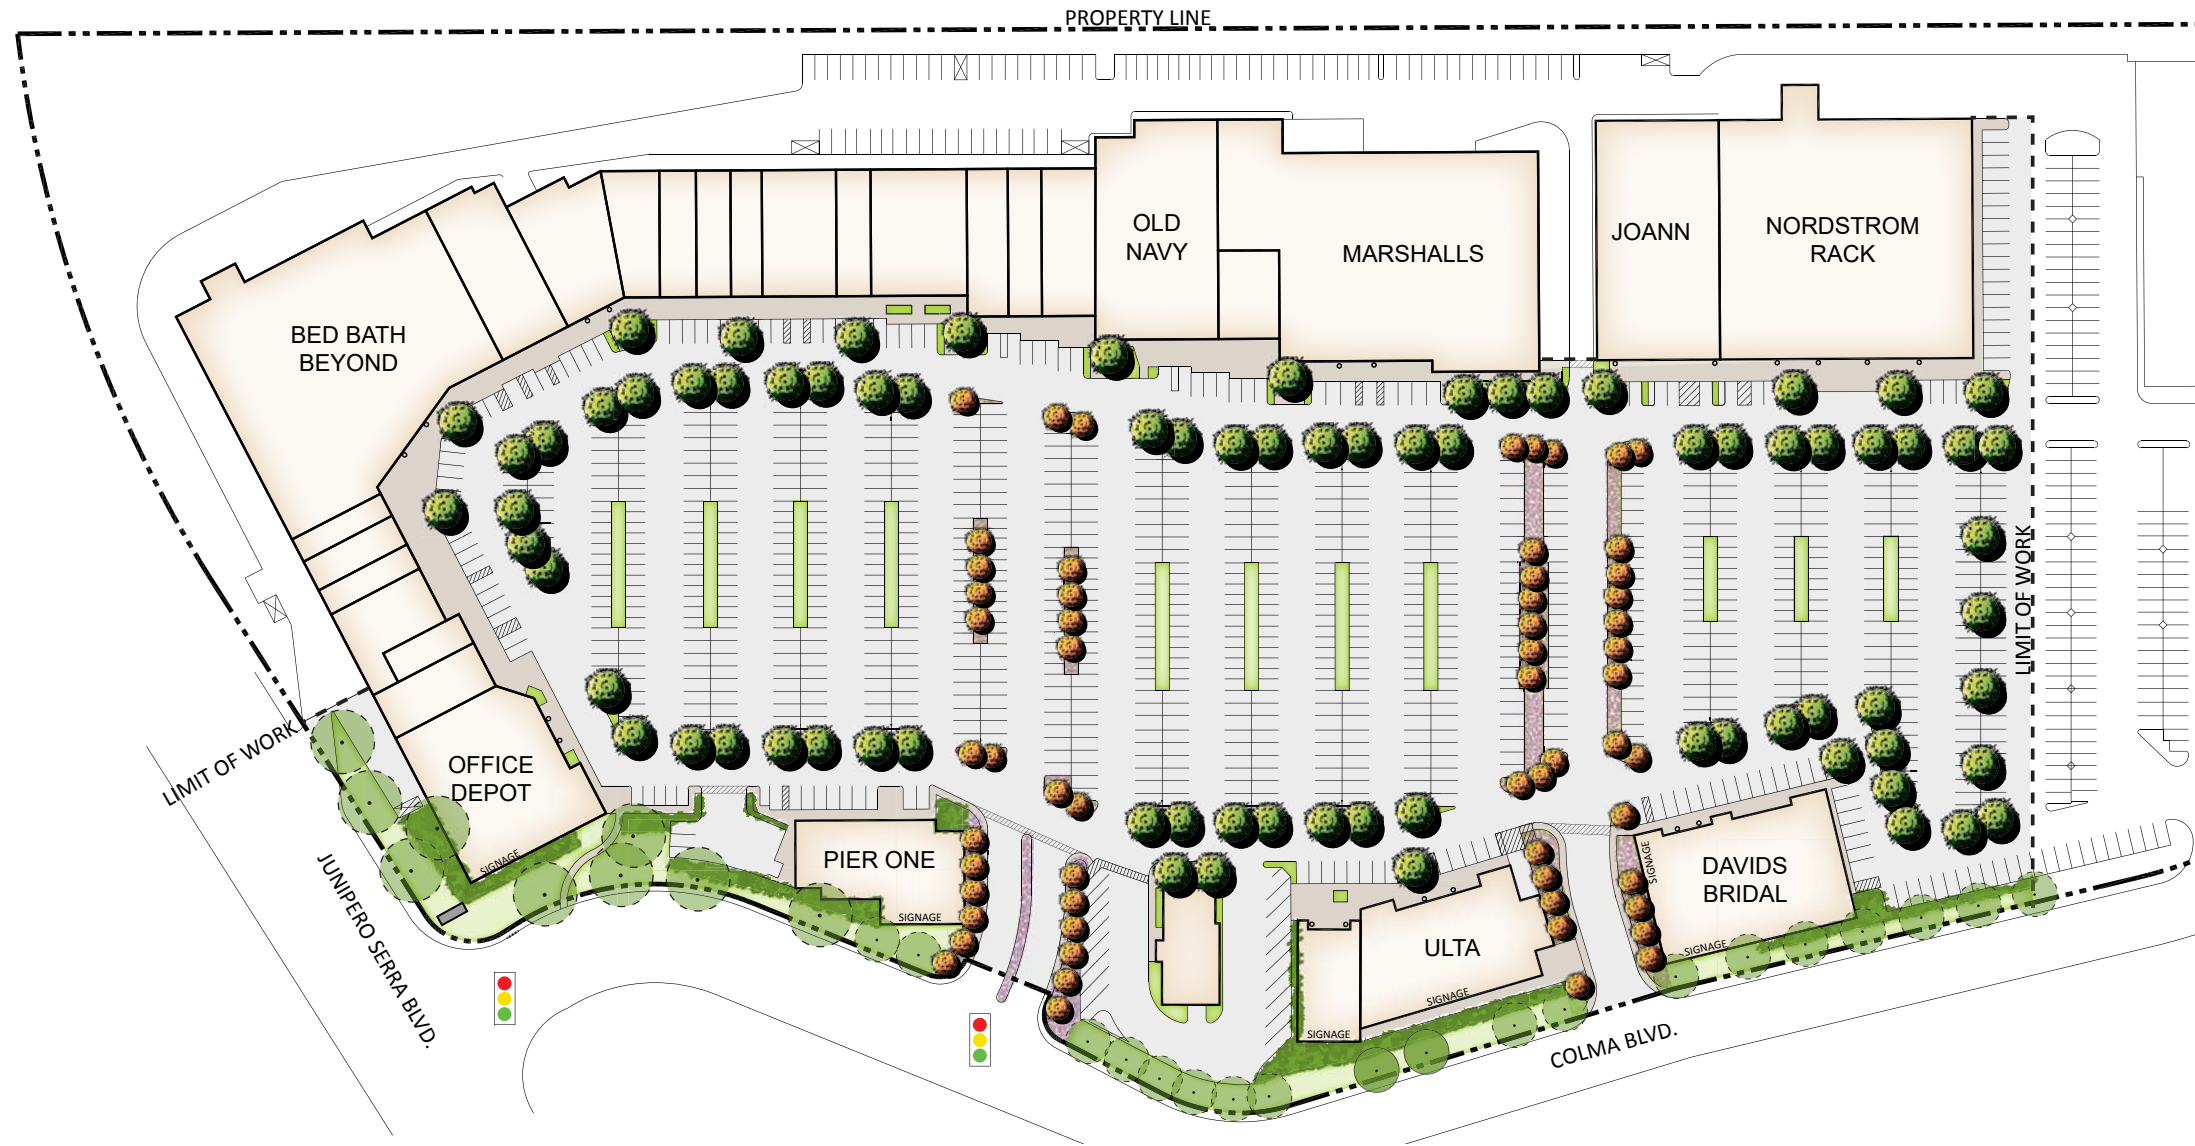 PROPERTY LINE
OLD
NAVY
MARSHALLS
JOANN
NORDSTROM
RACK
BED BATH
BEYOND
LIMIT OF WORK
LIMIT OF WORK
OFFICE
DEPOT
SIGNAGE
PIER ONE
SIGNAGE
ULTA
SIGNAGE
SIGNAGE
DAVIDS
BRIDAL
SIGNAGE
SIGNAGE
JUNIPERO SERRA BLVD.
COLMA BLVD.